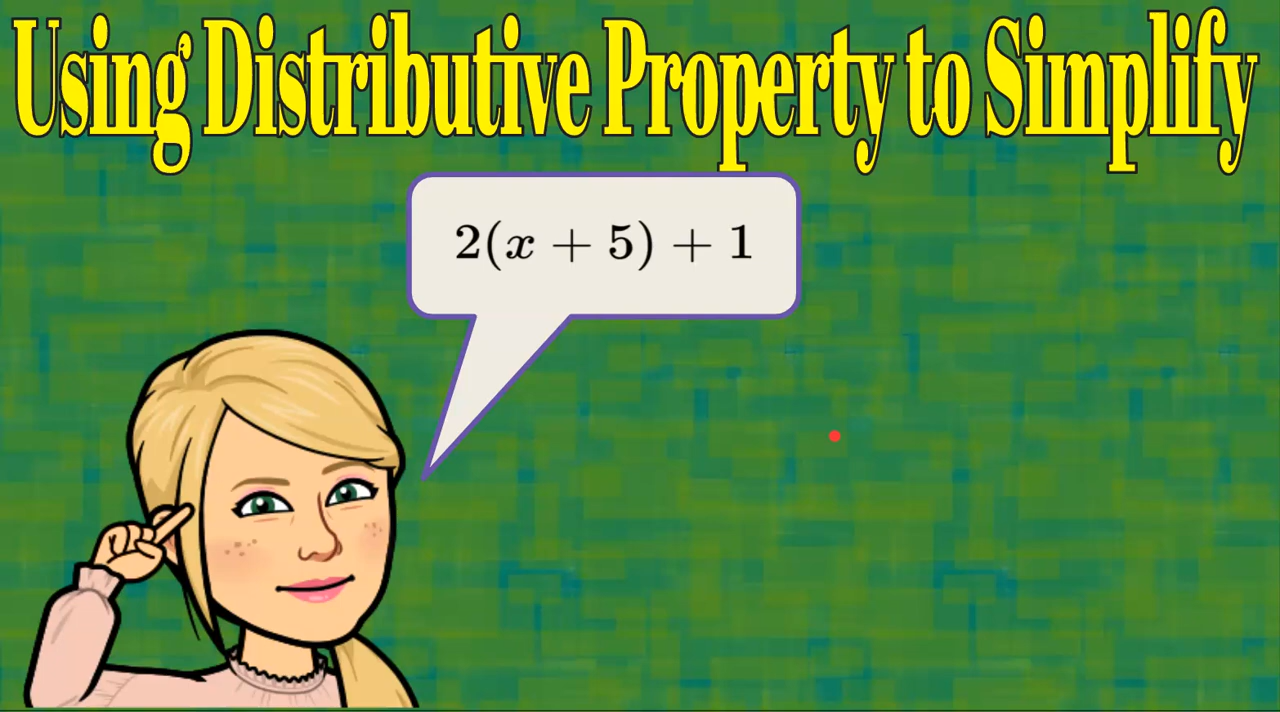 Using Distributive Property to Simplify
2(x + 5) + 1